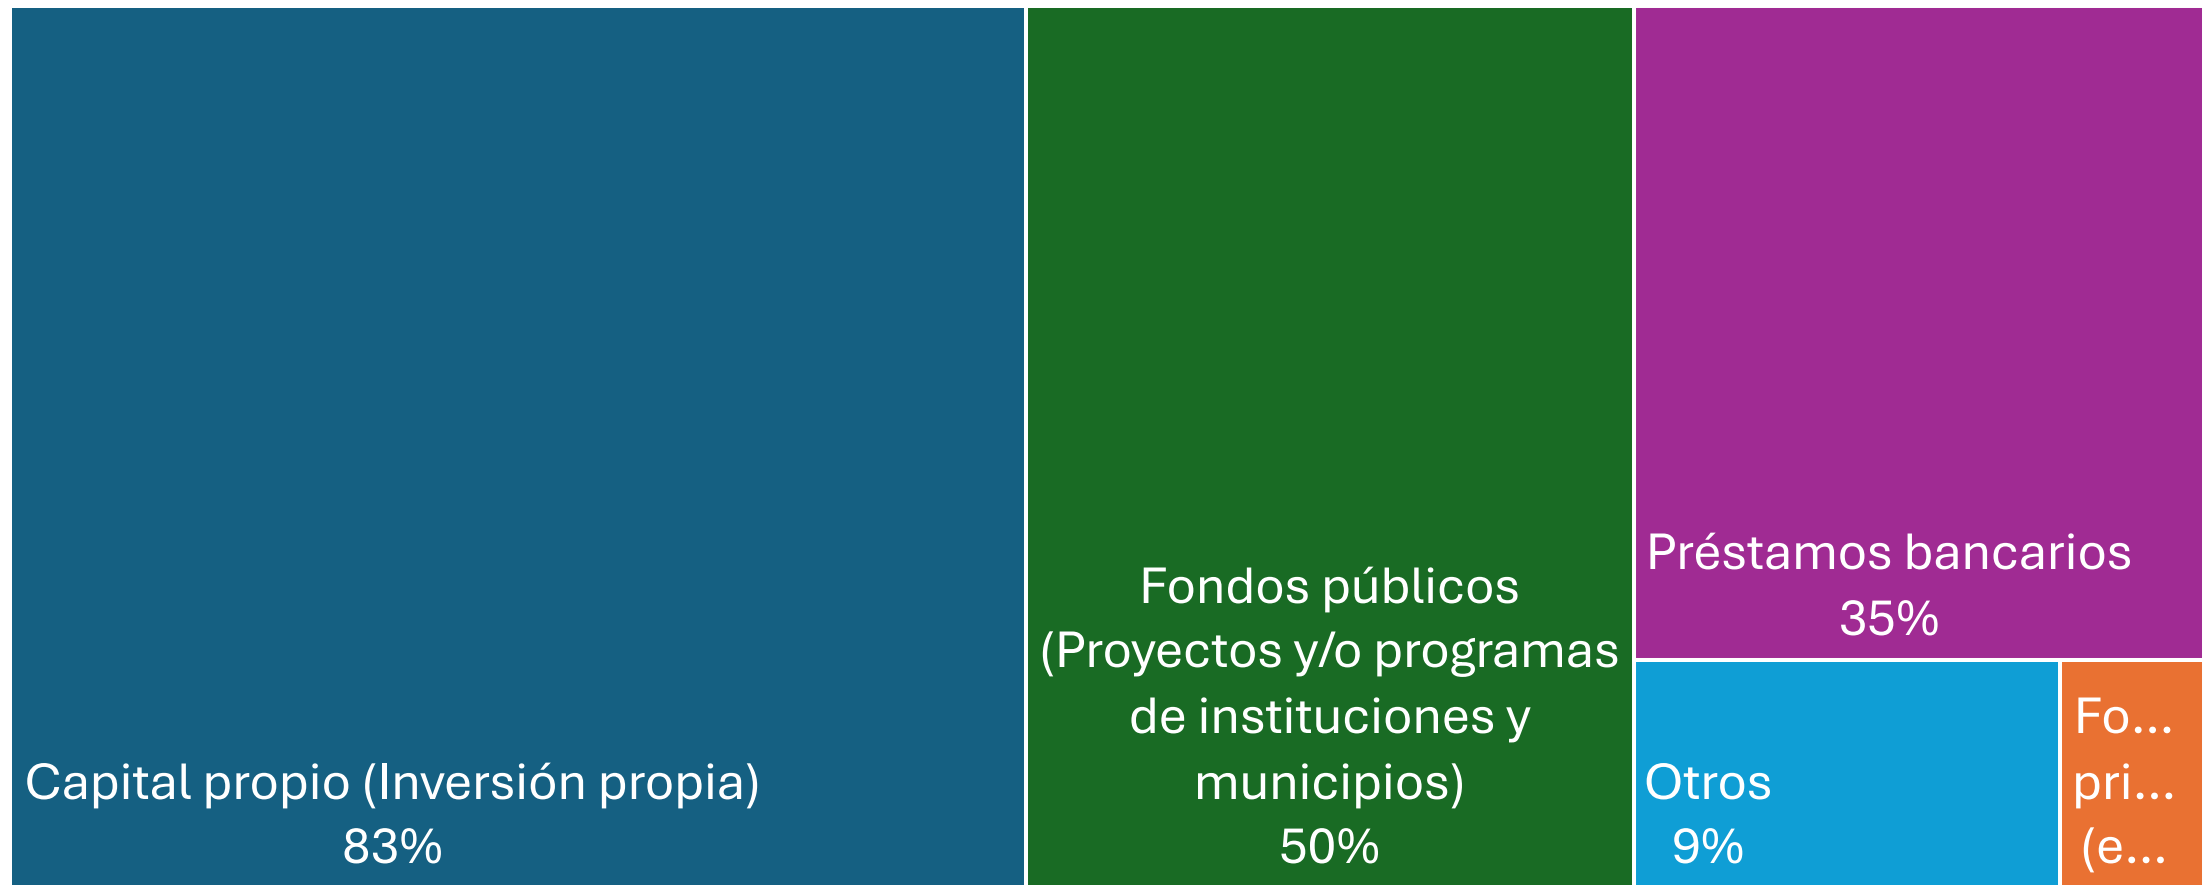 Capital propio (Inversión propia)
83%
Fondos públicos
(Proyectos y/o programas
de instituciones y
municipios)
50%
Préstamos bancarios
35%
Otros
9%
Fo...
pri...
(e...